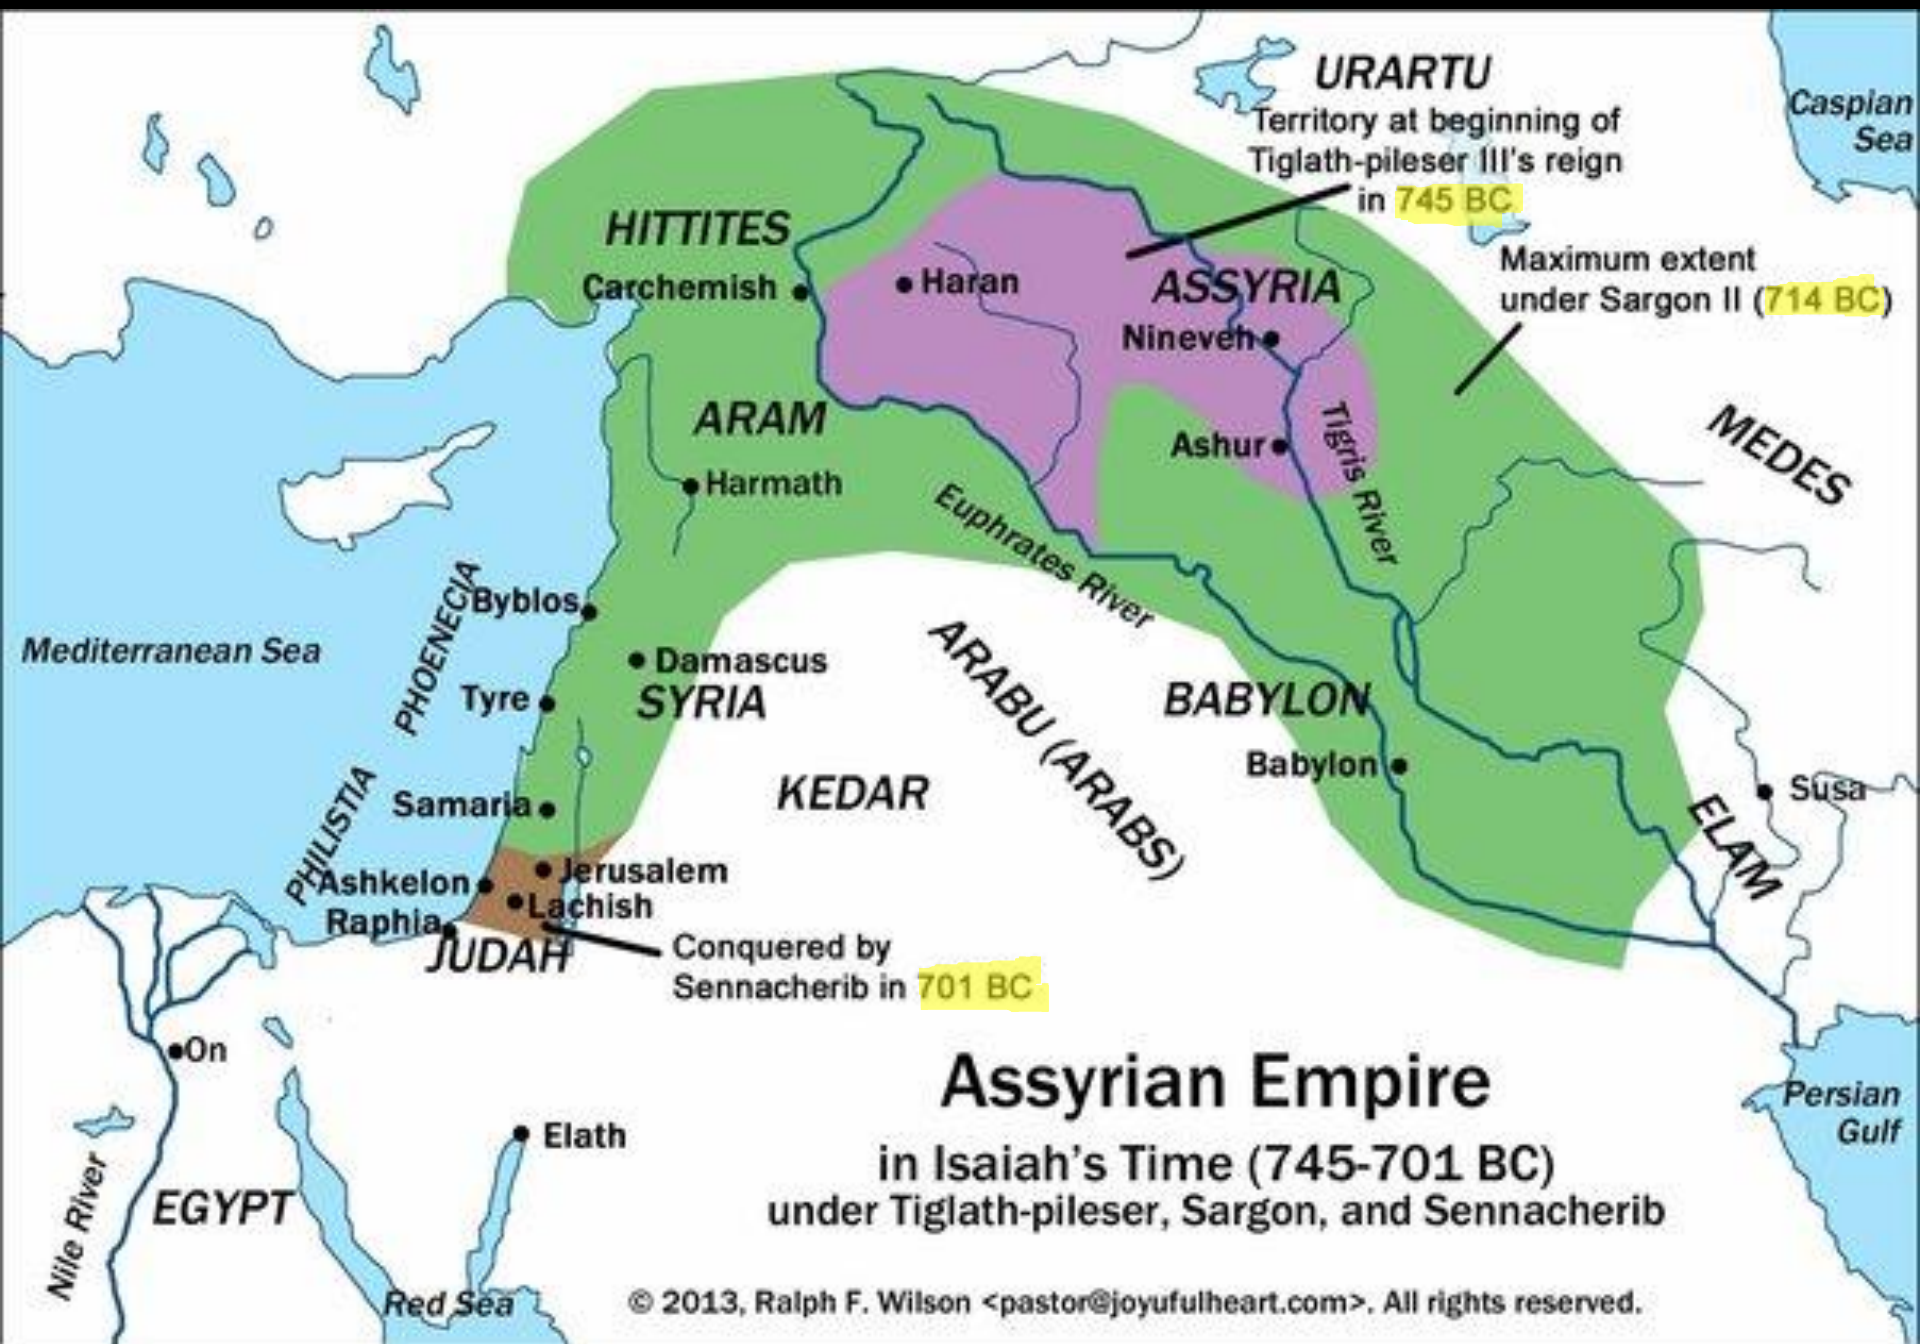 URARTU
Territory at beginning of
Tiglath-pileser III's reign
in 745 BC
Caspian
Sea
HITTITES
Maximum extent
under Sargon II (714 BC)
Carchemish
Haran
ASSYRIA
Nineveh
ARAM
MEDES
Ashur
Tigris River
Harmath
Euphrates River
PHOENECIA
Byblos
Mediterranean Sea
Damascus
Tyre
SYRIA
ARABU (ARABS)
BABYLON
Babylon
KEDAR
Samaria
Susa
ELAM
PHILISTIA
Jerusalem
Ashkelon
Lachish
Raphia
JUDAH
Conquered by
Sennacherib in 701 BC
On
Assyrian Empire
in Isaiah's Time (745-701 BC)
under Tiglath-pileser, Sargon, and Sennacherib
Persian
Gulf
Elath
Nile River
EGYPT
Red Sea
© 2013, Ralph F. Wilson <pastor@joyufulheart.com>. All rights reserved.